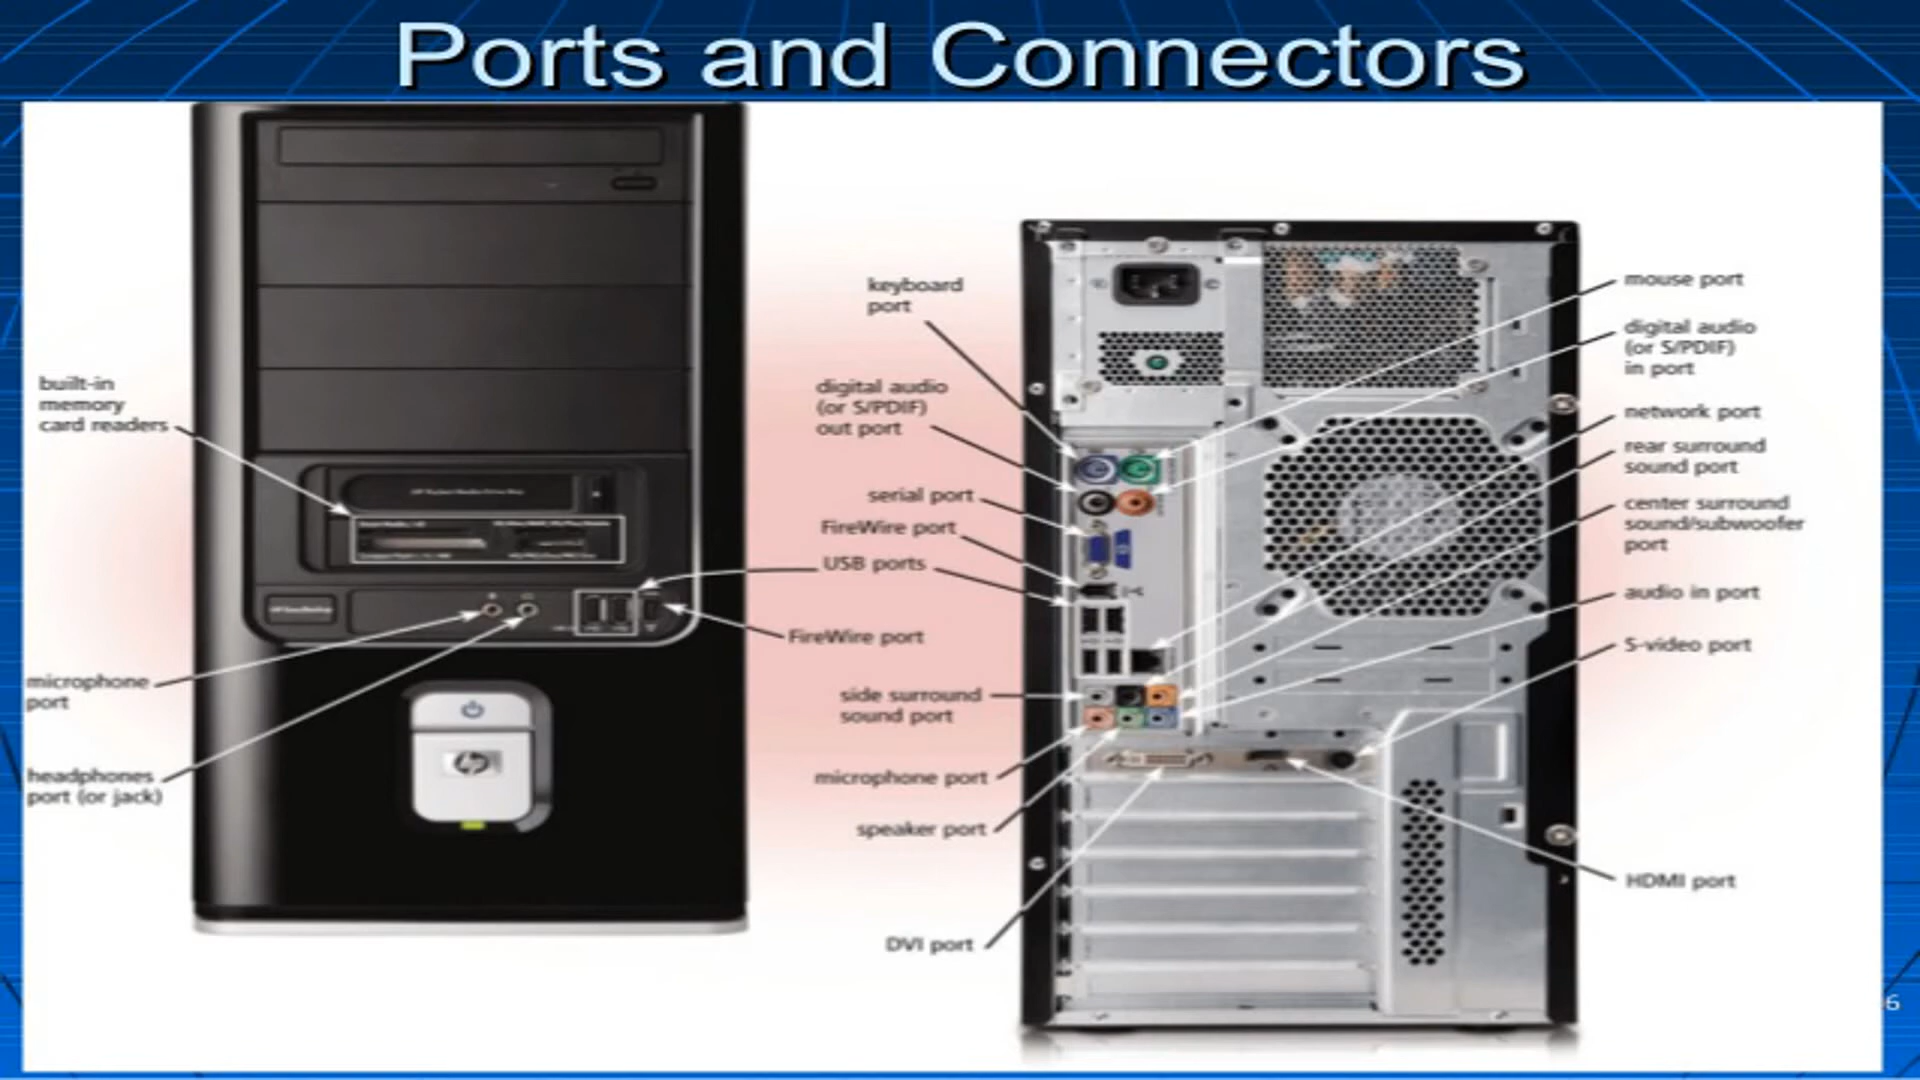 Ports and Connectors
built-in
memory
card readers
microphone
port
headphones
port (or jack)
keyboard
port
digital audio
(or S/PDIF)
out port
serial port
FireWire port
USB ports
FireWire port
side surround
sound port
microphone port
speaker port
DVI port
mouse port
digital audio
(or S/PDIF)
in port
network port
rear surround
sound port
center surround
sound/subwoofer
port
audio in port
S-video port
HDMI port
hp
6